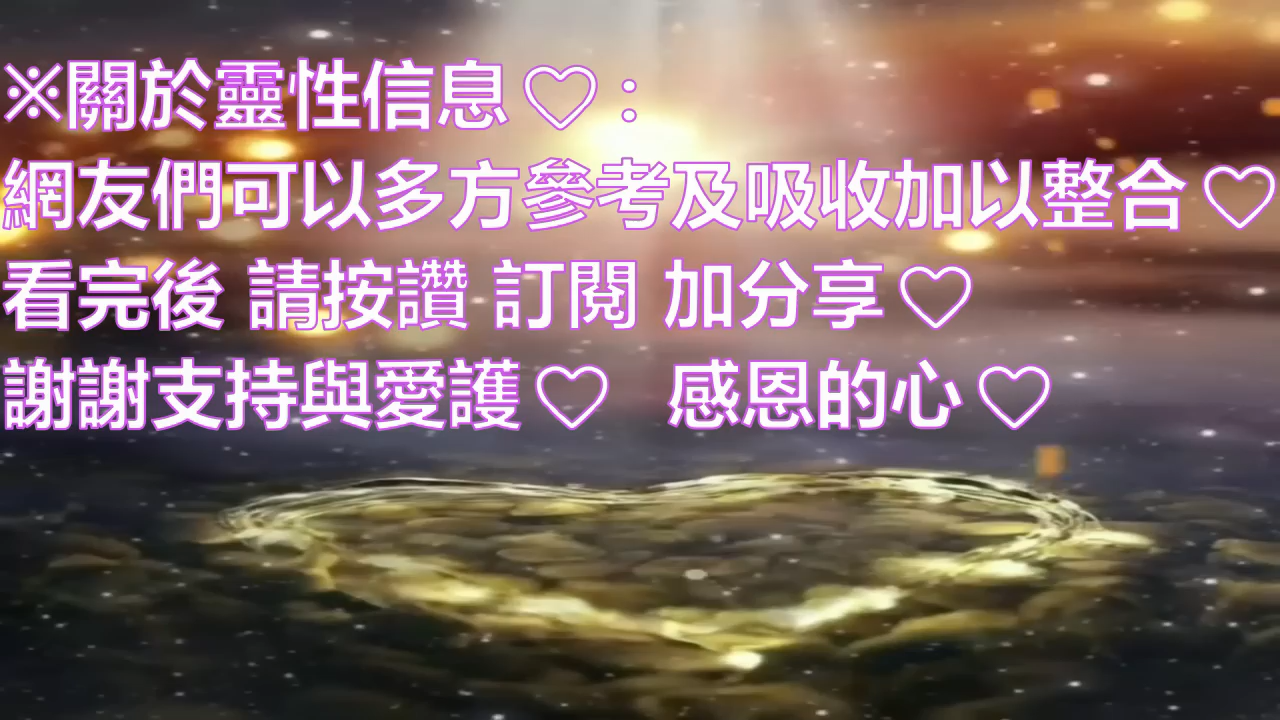 ※關於靈性信息♡:
網友們可以多方參考及吸收加以整合♡
看完後 請按讚 訂閱 加分享♡
謝謝支持與愛護♡ 感恩的心♡